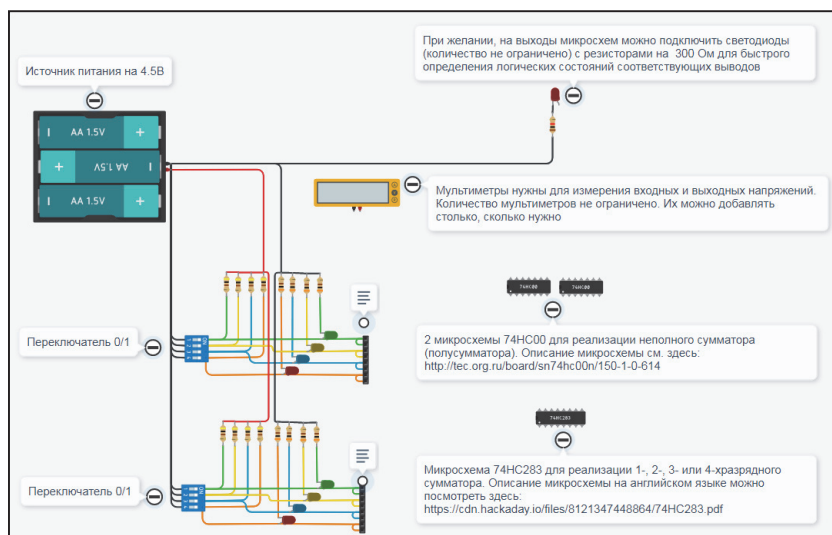 При желании, на выходы микросхем можно подключить светодиоды
(количество не ограничено) с резисторами на 300 Ом для быстрого
определения логических состояний соответствующих выводов
Источник питания на 4.5В
AA 1.5V
AA 1.5V
AA 1.5V
Мультиметры нужны для измерения входных и выходных напряжений.
Количество мультиметров не ограничено. Их можно добавлять
столько, сколько нужно
74HC00 74HC00
Переключатель 0/1
2 микросхемы 74HC00 для реализации неполного сумматора
(полусумматора). Описание микросхемы см. здесь:
http://tec.org.ru/board/sn74hc00n/150-1-0-614
74HC283
Переключатель 0/1
Микросхема 74HC283 для реализации 1-, 2-, 3- или 4-хразрядного
сумматора. Описание микросхемы на английском языке можно
посмотреть здесь:
https://cdn.hackaday.io/files/8121347448864/74HC283.pdf